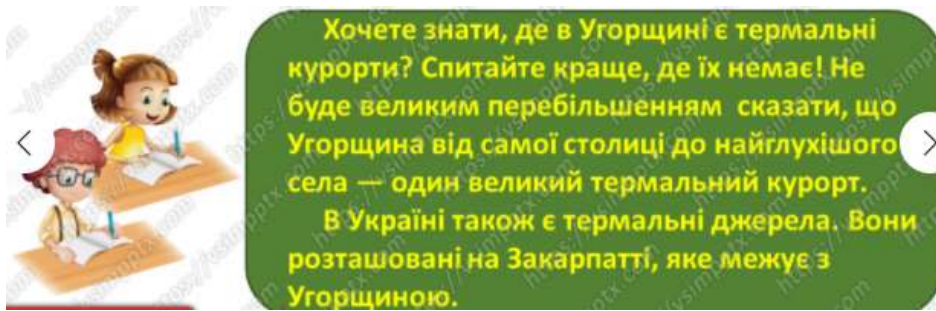 Хочете знати, де в Угорщині є термальні
курорти? Спитайте краще, де їх немає! Не
буде великим перебільшенням сказати, що
Угорщина від самої столиці до найглухішого
села — один великий термальний курорт.
В Україні також є термальні джерела. Вони
розташовані на Закарпатті, яке межує з
Угорщиною.